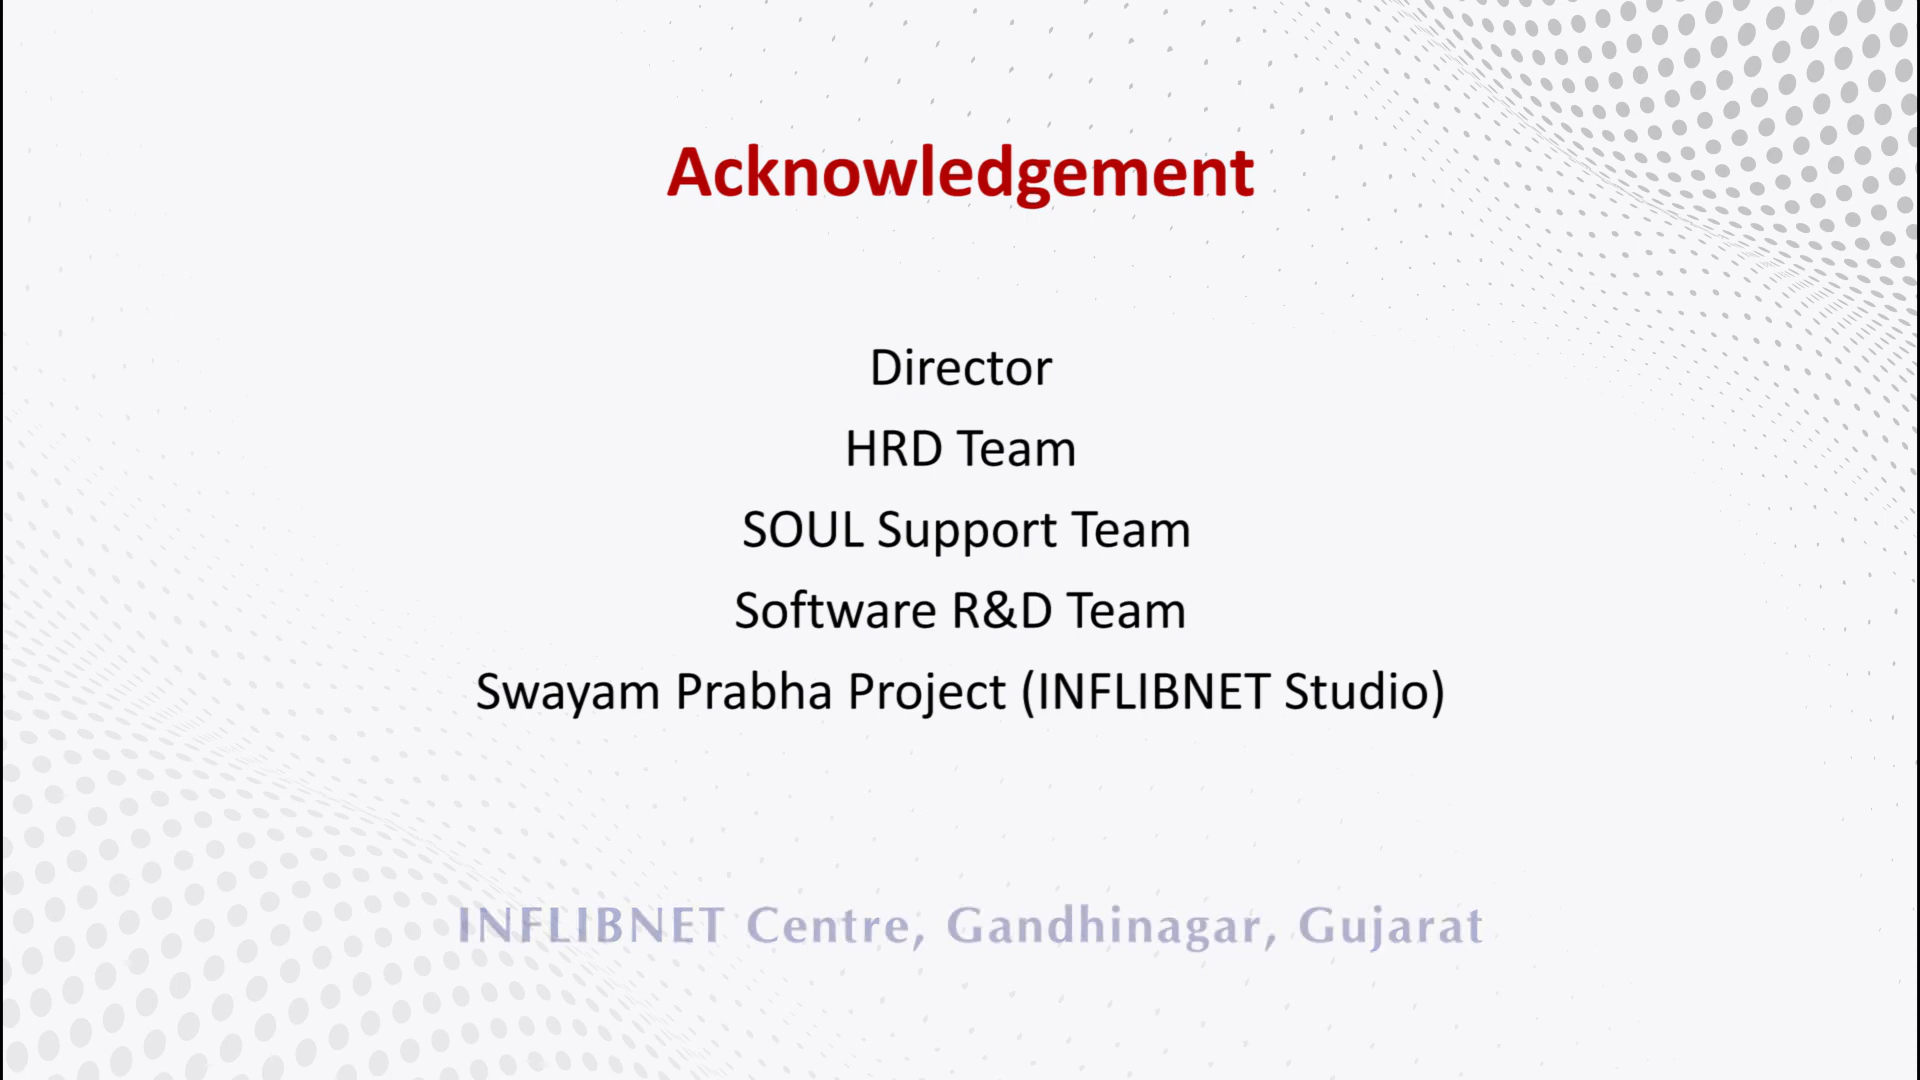 Acknowledgement
Director
HRD Team
SOUL Support Team
Software R&D Team
Swayam Prabha Project (INFLIBNET Studio)
INFLIBNET Centre, Gandhinagar, Gujarat